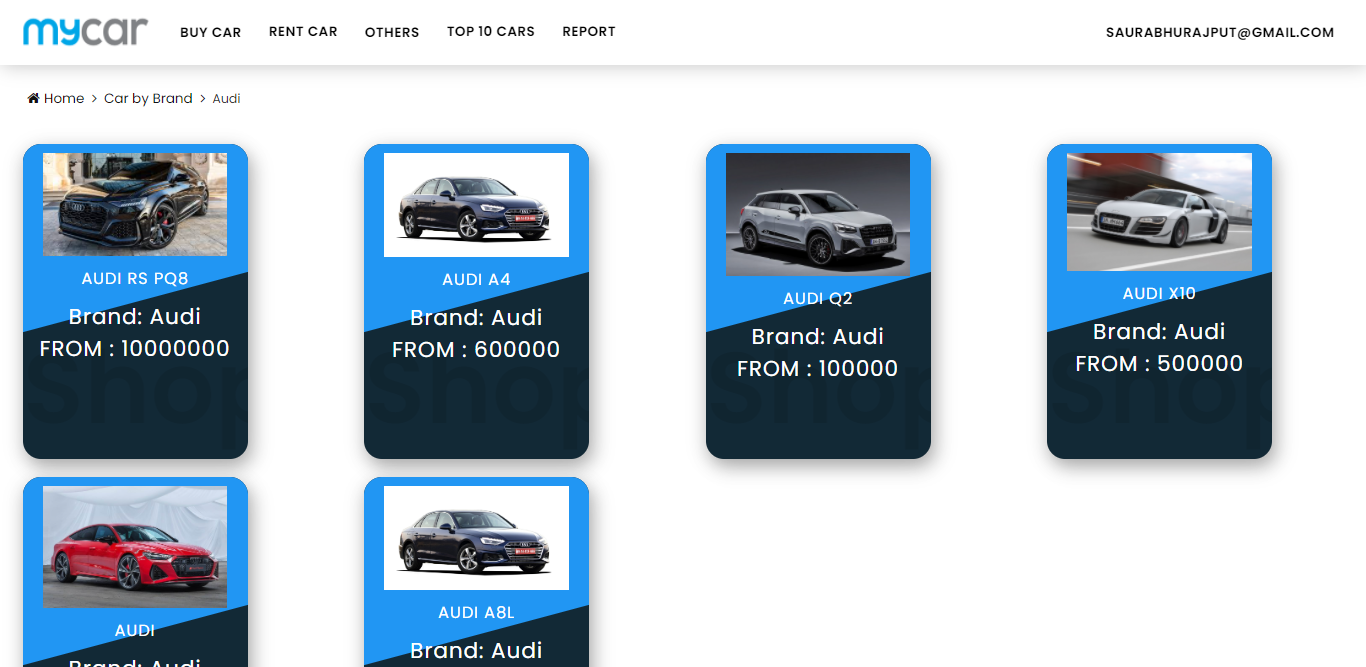 mycar
BUY CAR
RENT CAR
OTHERS
TOP 10 CARS
REPORT
SAURABHURAJPUT@GMAIL.COM
Home > Car by Brand > Audi
AUDI RS PQ8
Brand: Audi
FROM : 10000000
Shop
AUDI A4
Brand: Audi
FROM : 600000
Shop
AUDI Q2
Brand: Audi
FROM : 100000
Shop
AUDI X10
Brand: Audi
FROM : 500000
Shop
AUDI
Brand: Audi
AUDI A8L
Brand: Audi